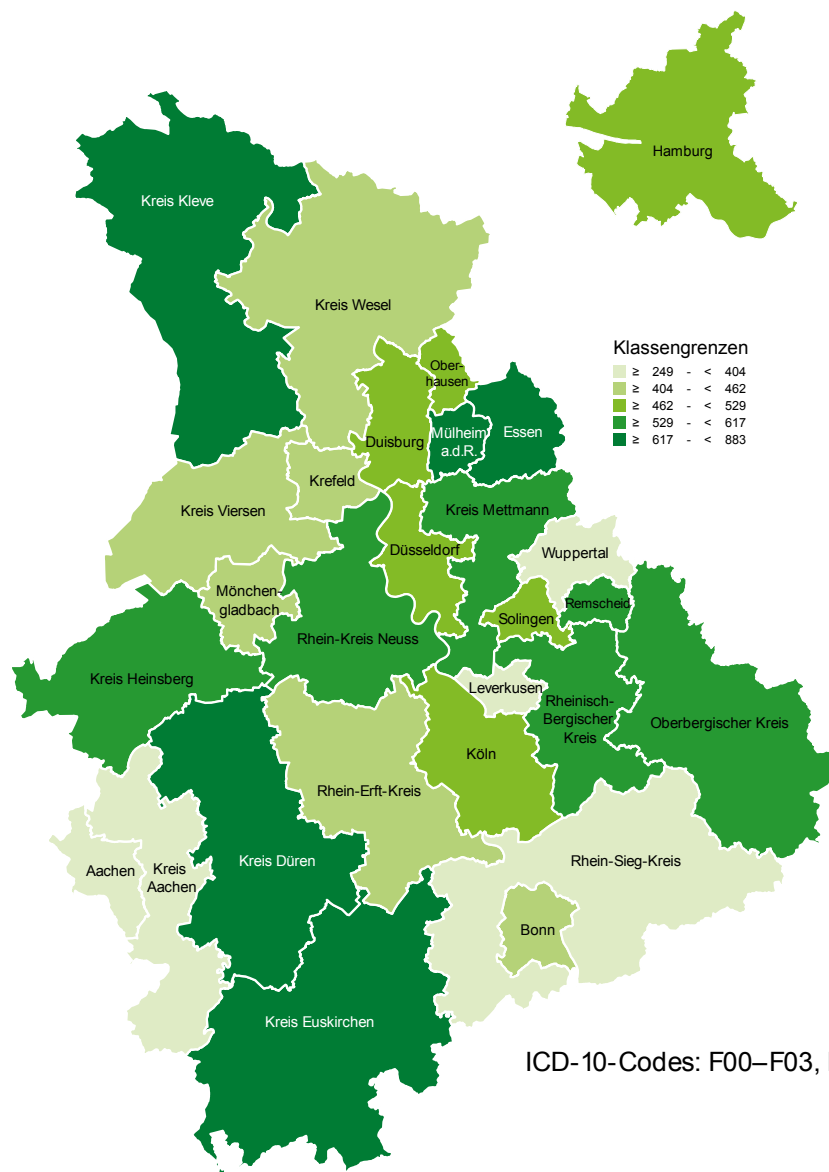 Hamburg
Kreis Kleve
Kreis Wesel
Klassengrenzen
≥ 249 - < 404
≥ 404 - < 462
≥ 462 - < 529
≥ 529 - < 617
≥ 617 - < 883
Ober-
hausen
Duisburg
Mülheim
a.d.R.
Essen
Krefeld
Kreis Viersen
Kreis Mettmann
Düsseldorf
Wuppertal
Mönchen-
gladbach
Remscheid
Solingen
Rhein-Kreis Neuss
Kreis Heinsberg
Leverkusen
Rheinisch-
Bergischer
Kreis
Oberbergischer Kreis
Köln
Rhein-Erft-Kreis
Aachen
Kreis
Aachen
Kreis Düren
Rhein-Sieg-Kreis
Bonn
Kreis Euskirchen
ICD-10-Codes: F00–F03,